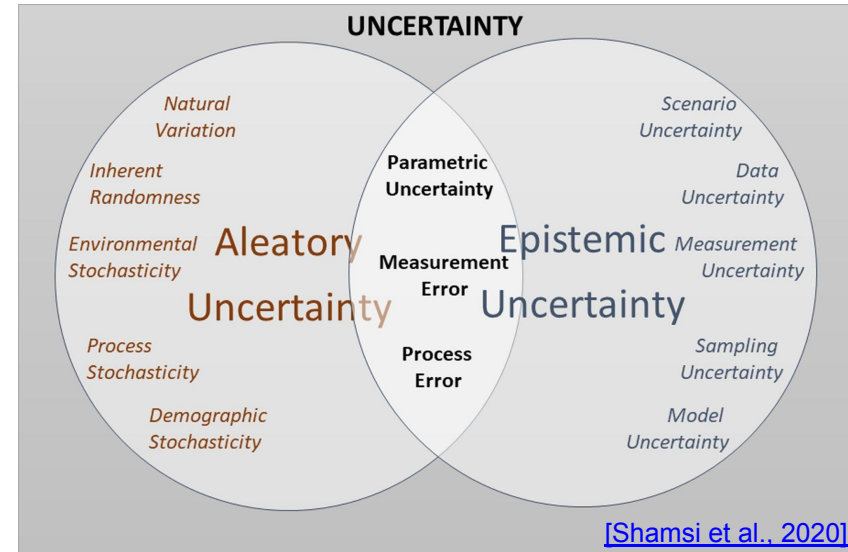 UNCERTAINTY
Natural
Variation
Inherent
Randomness
Environmental
Stochasticity
Aleatory
Uncertainty
Process
Stochasticity
Demographic
Stochasticity
Parametric
Uncertainty
Measurement
Error
Process
Error
Scenario
Uncertainty
Data
Uncertainty
Epistemic
Uncertainty
Measurement
Uncertainty
Sampling
Uncertainty
Model
Uncertainty
[Shamsi et al., 2020]